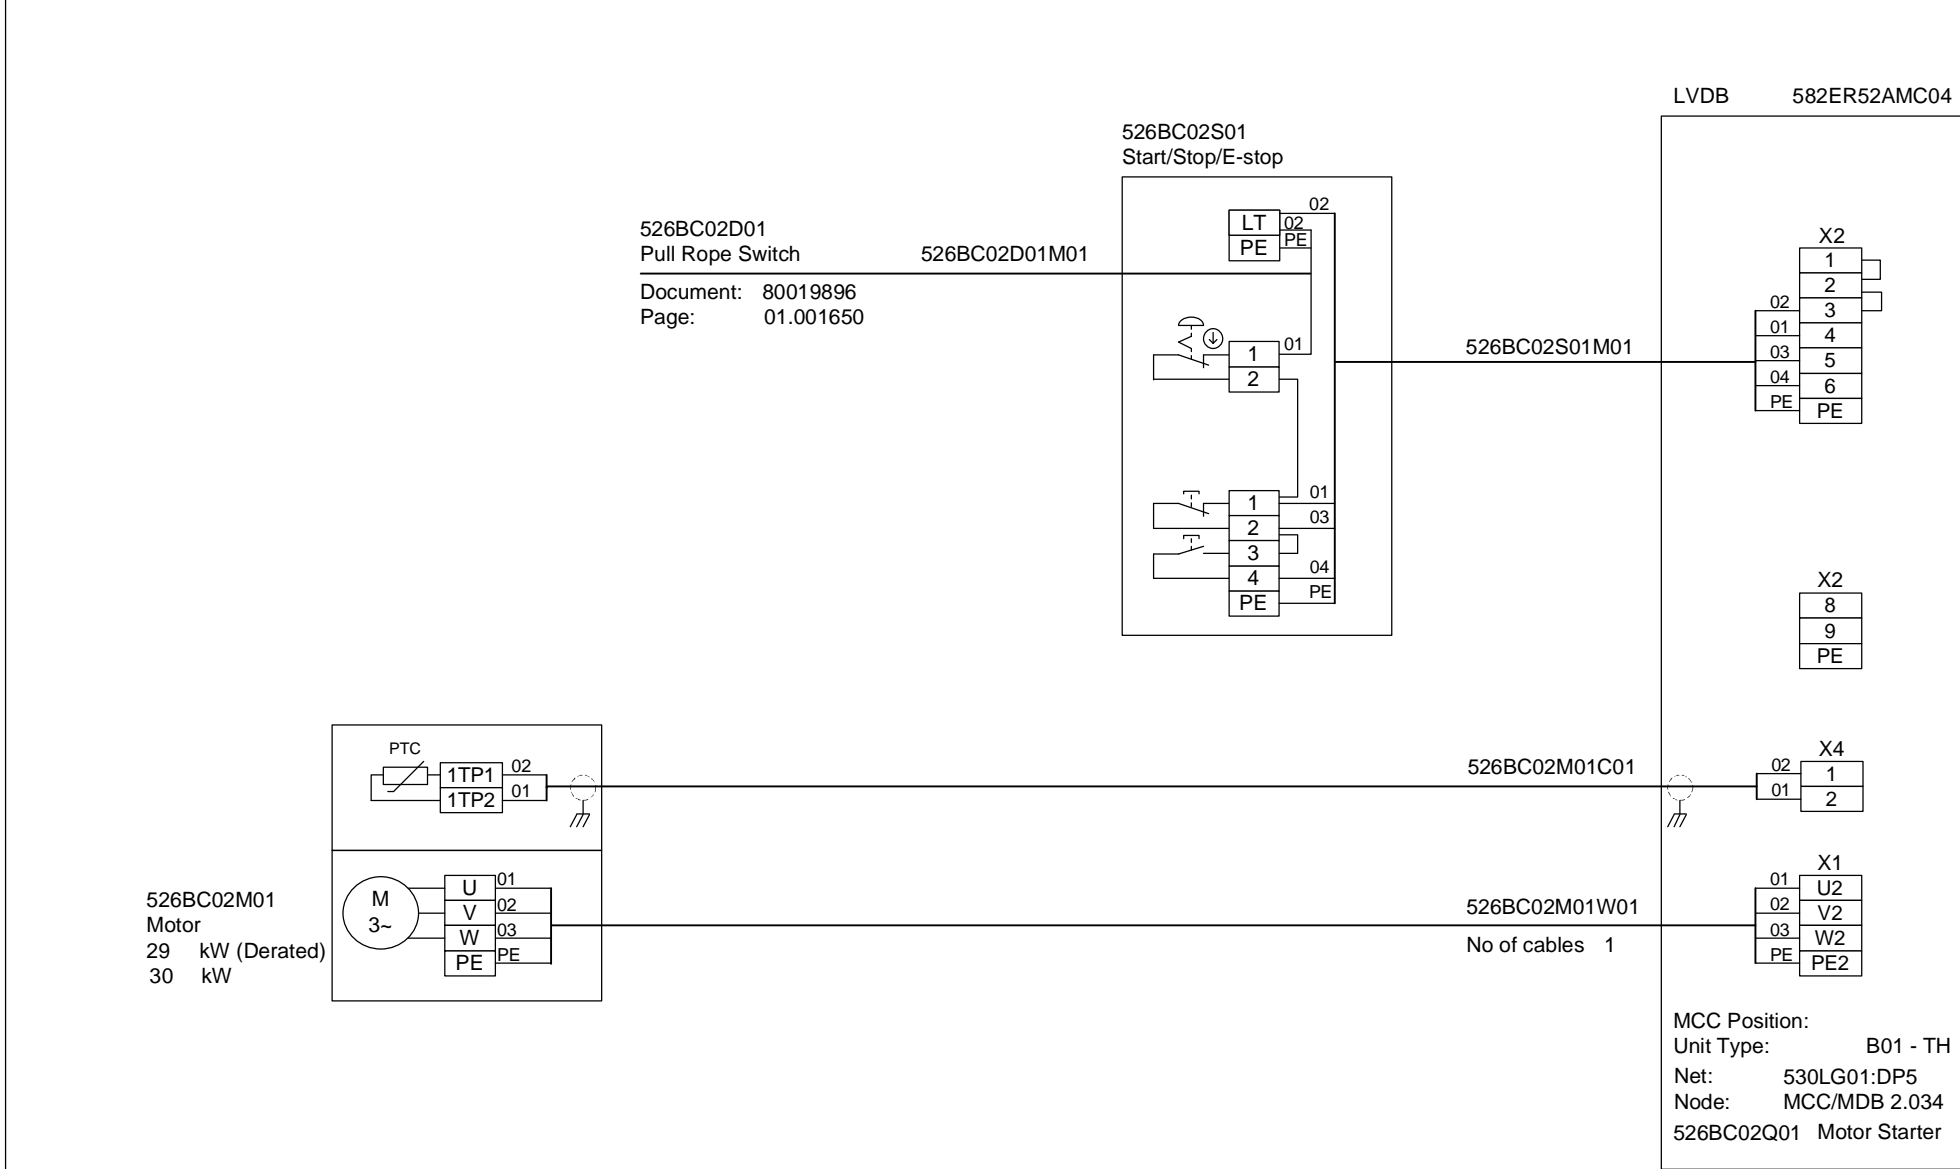 LVDB 582ER52AMC04
526BC02S01
Start/Stop/E-stop
02
LT 02
PE PE
526BC02D01
Pull Rope Switch 526BC02D01M01
Document: 80019896
Page: 01.001650
1 01
2
526BC02S01M01
X2
1
2
02 3
01 4
03 5
04 6
PE PE
1 01
2 03
3
4 04
PE PE
X2
8
9
PE
PTC
1TP1 02
1TP2 01
526BC02M01C01
X4
02 1
01 2
526BC02M01
Motor
29 kW (Derated)
30 kW
M
3~
U 01
V 02
W 03
PE PE
526BC02M01W01
No of cables 1
X1
01 U2
02 V2
03 W2
PE PE2
MCC Position:
Unit Type: B01 - TH
Net: 530LG01:DP5
Node: MCC/MDB 2.034
526BC02Q01 Motor Starter